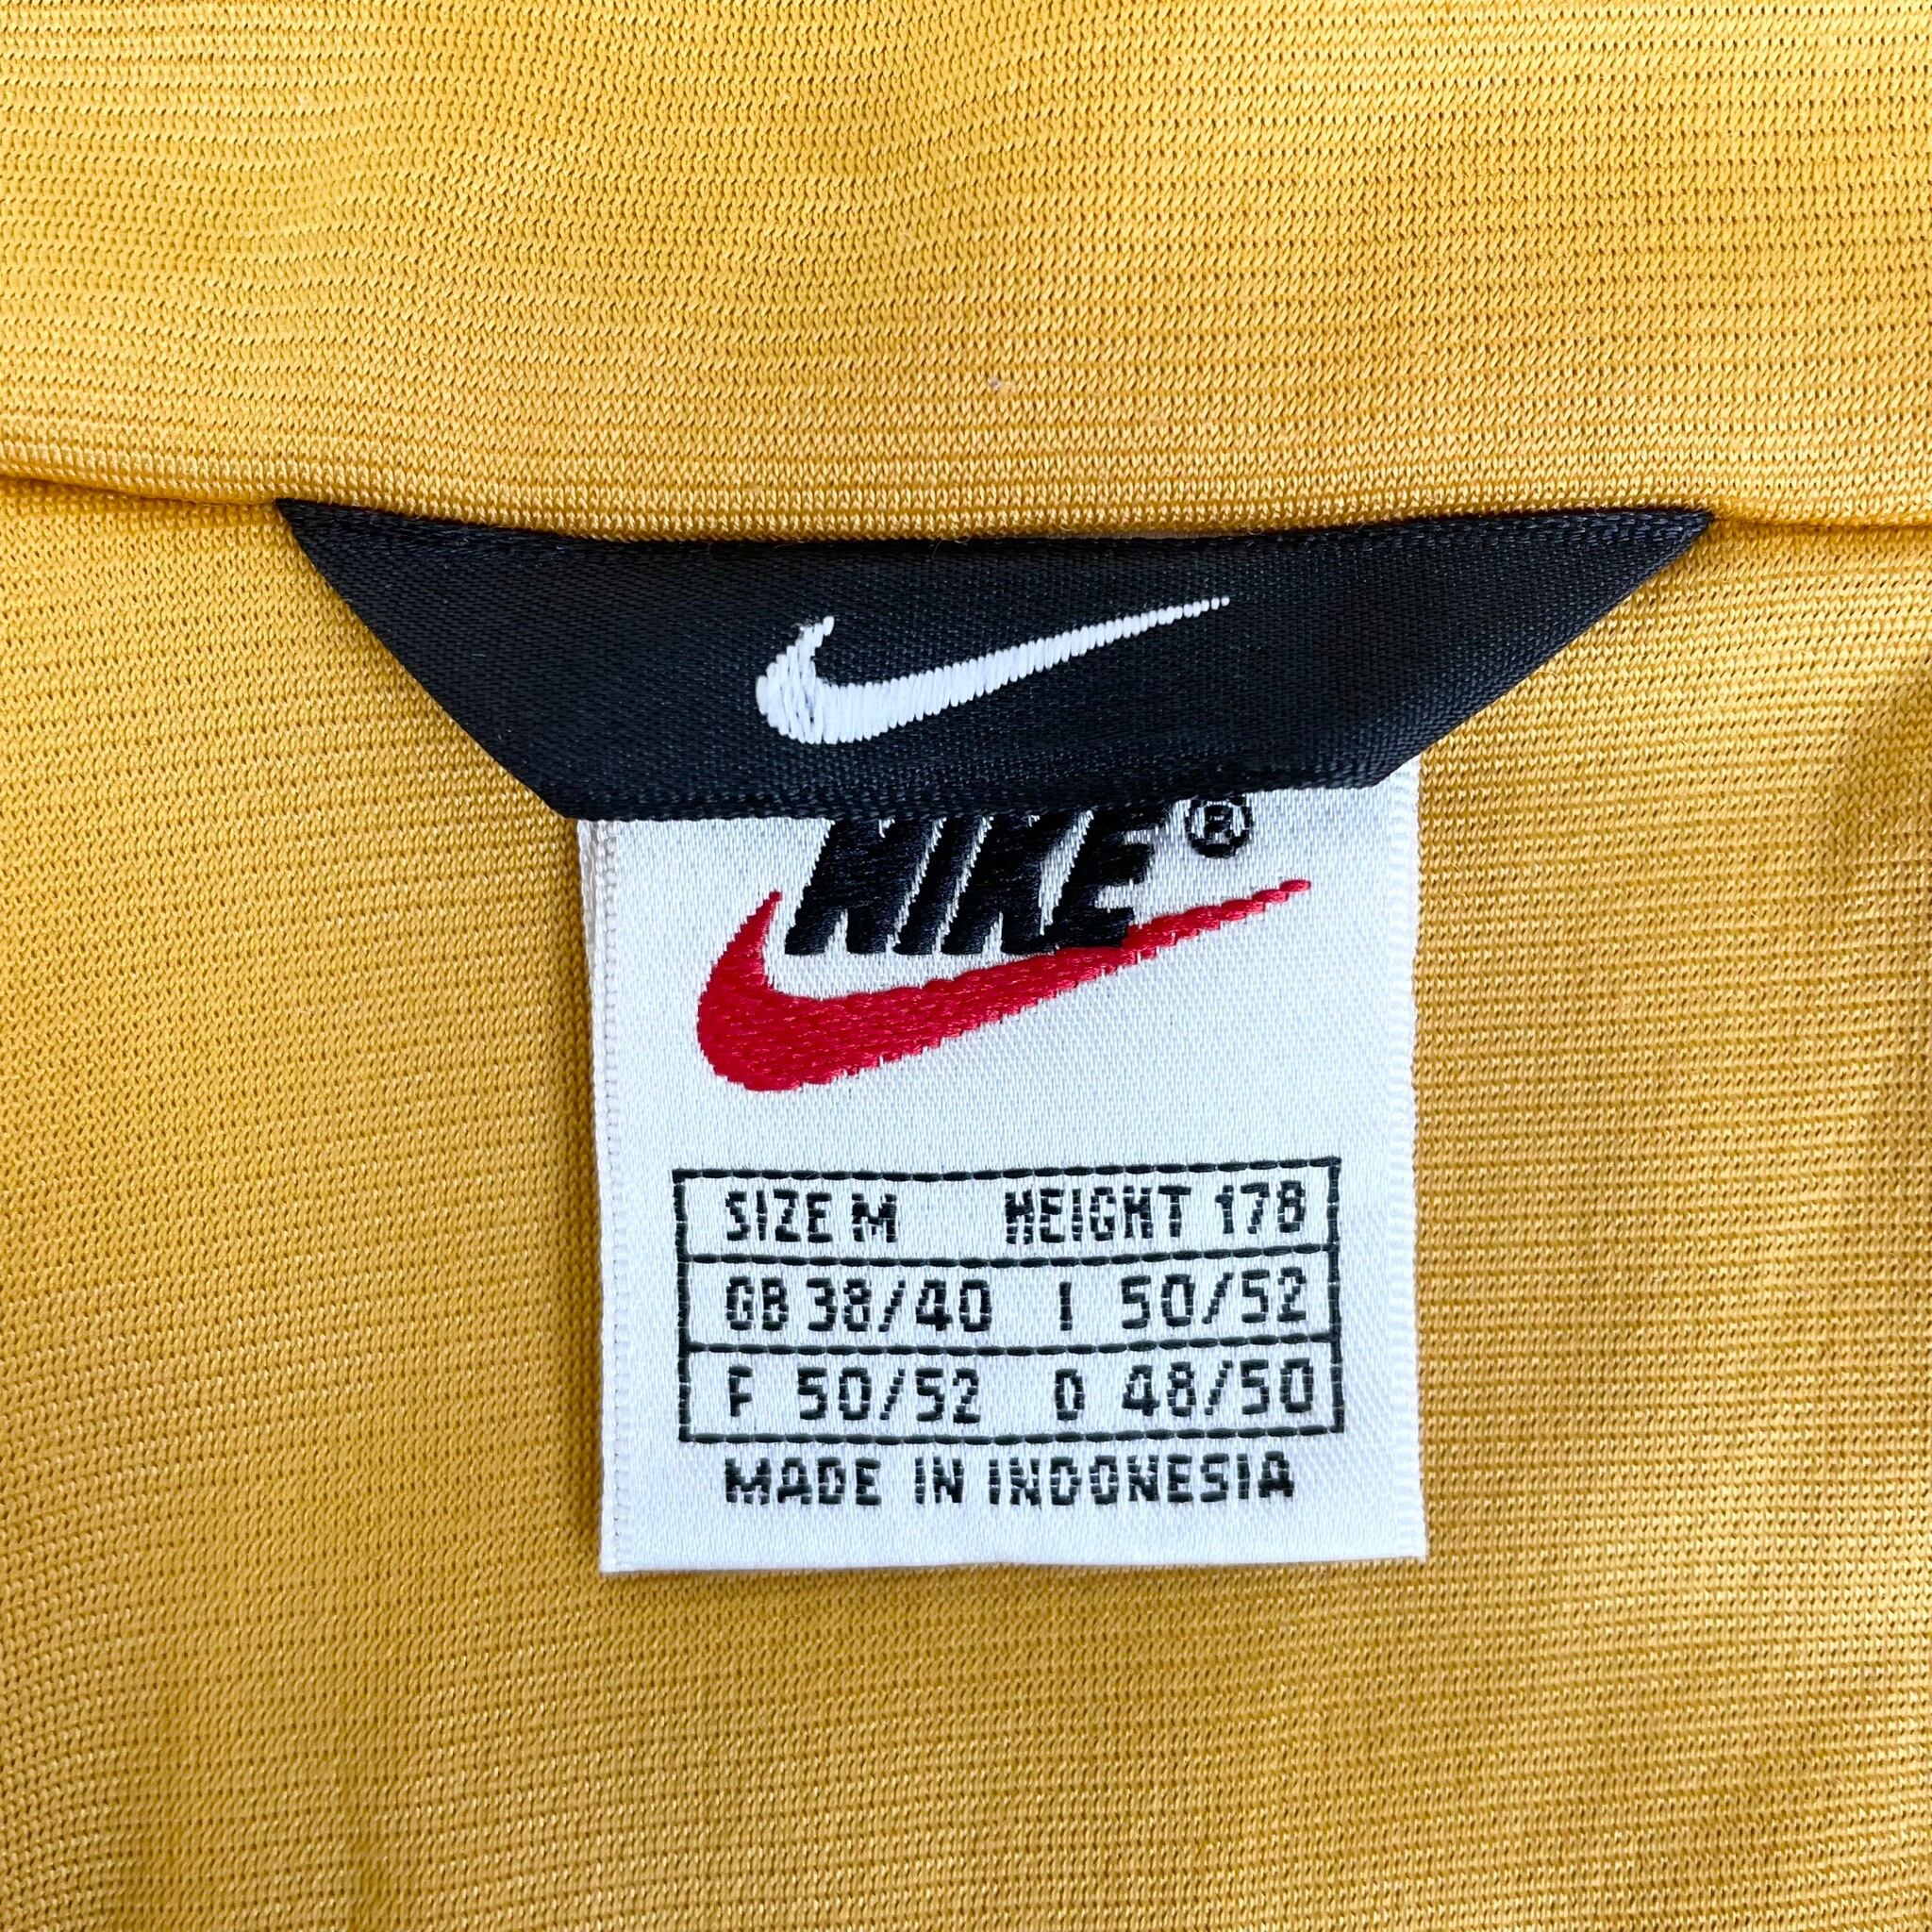 NIKE®
SIZE M HEIGHT 178
GB 38/40 I 50/52
F 50/52 D 48/50
MADE IN INDONESIA